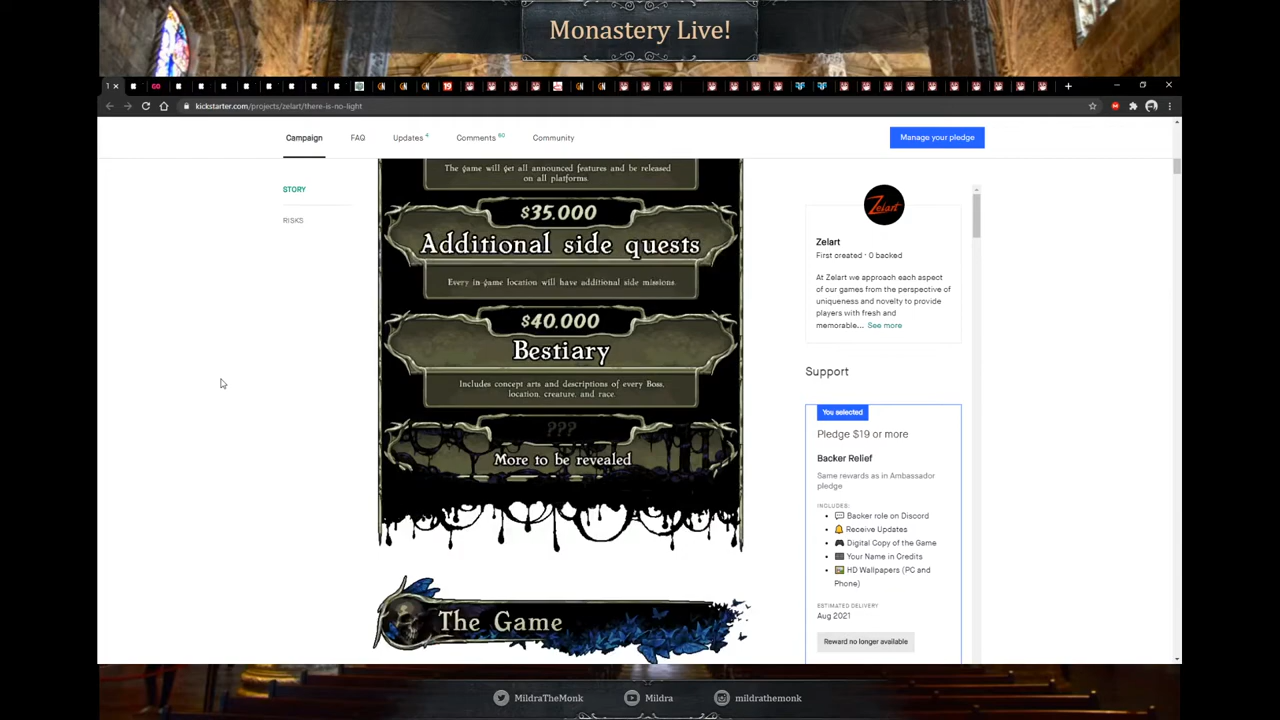 Monastery Live!
kickstarter.com/projects/zelart/there-is-no-light
Campaign
FAQ
Updates 4
Comments 60
Community
Manage your pledge
STORY
RISKS
The game will get all announced features and be released
on all platforms.
$35.000
Additional side quests
Every in-game location will have additional side missions.
$40.000
Bestiary
Includes concept arts and descriptions of every Boss,
location, creature, and race.
???
More to be revealed
The Game
Zelart
Zelart
First created · 0 backed
At Zelart we approach each aspect
of our games from the perspective of
uniqueness and novelty to provide
players with fresh and
memorable... See more
Support
You selected
Pledge $19 or more
Backer Relief
Same rewards as in Ambassador
pledge
INCLUDES:
Backer role on Discord
Receive Updates
Digital Copy of the Game
Your Name in Credits
HD Wallpapers (PC and
Phone)
ESTIMATED DELIVERY
Aug 2021
Reward no longer available
MildraTheMonk
Mildra
mildrathemonk